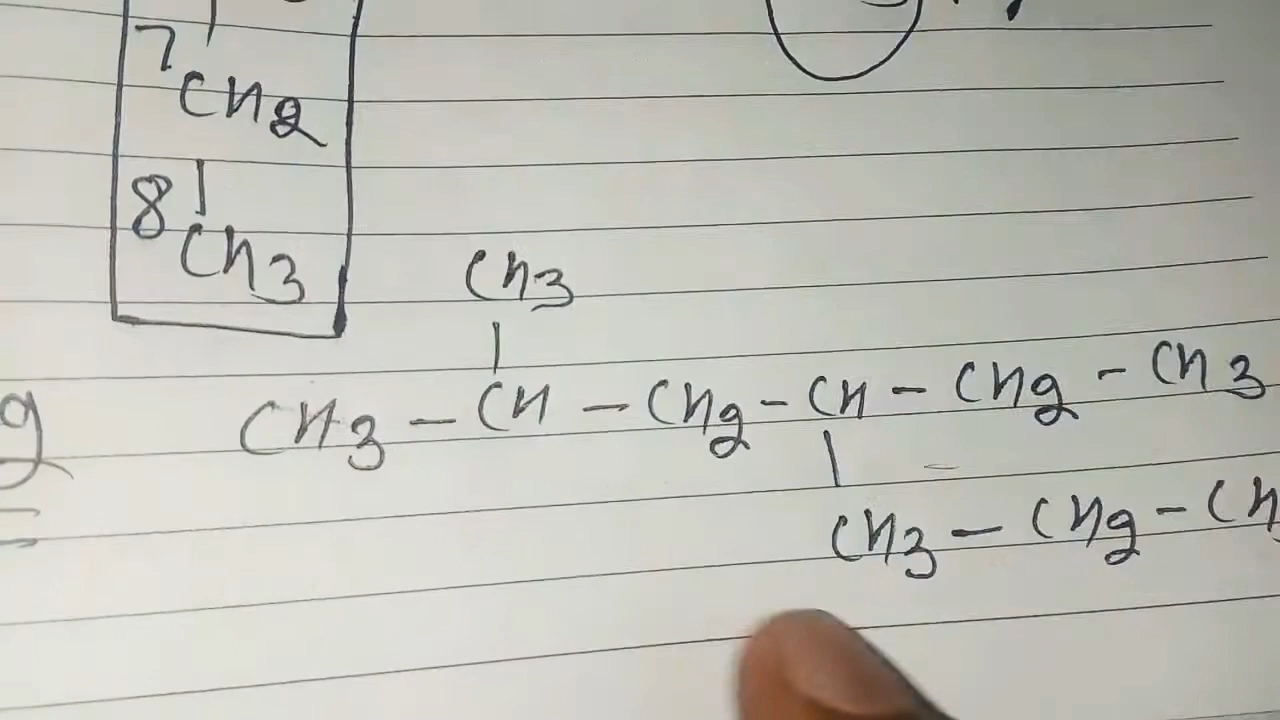 7
CH2
8
CH3
CH3
CH3 - CH - CH2 - CH - CH2 - CH3
CH3 - CH2 - CH